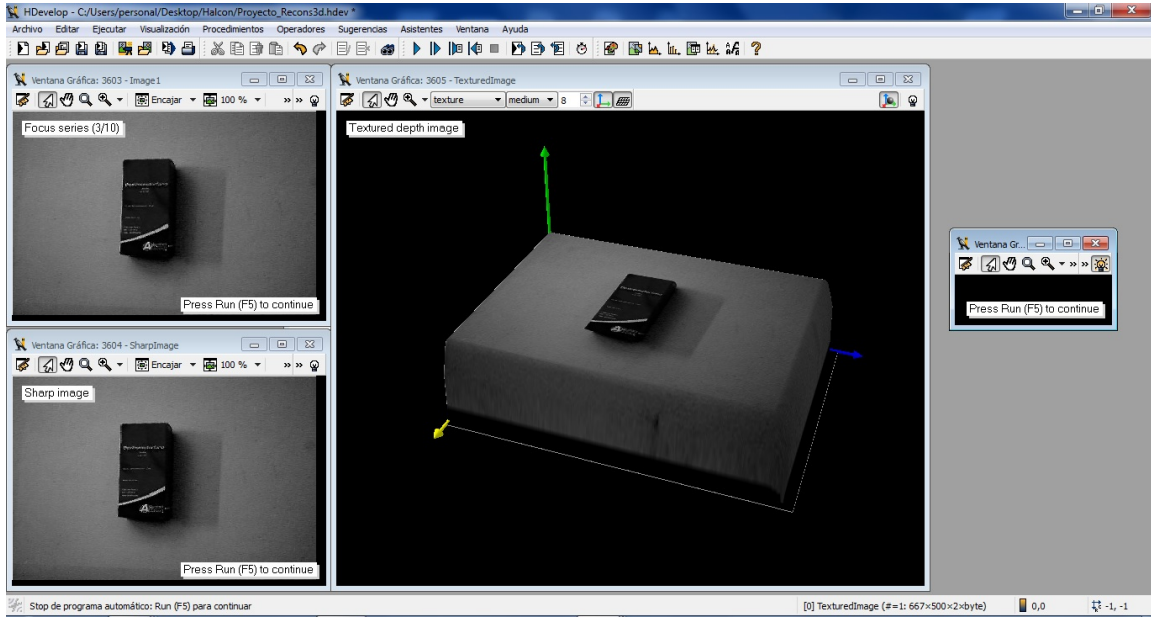 HDevelop - C:/Users/personal/Desktop/Halcon/Proyecto_Recons3d.hdev *
Archivo Editar Ejecutar Visualización Procedimientos Operadores Sugerencias Asistentes Ventana Ayuda
Ventana Gráfica: 3603 - Image1
Encajar 100 %
Focus series (3/10)
Press Run (F5) to continue
Ventana Gráfica: 3604 - SharpImage
Encajar 100 %
Sharp image
Press Run (F5) to continue
Ventana Gráfica: 3605 - TexturedImage
texture medium 8
Textured depth image
Ventana Gr...
Press Run (F5) to continue
Stop de programa automático: Run (F5) para continuar
[0] TexturedImage (#=1: 667×500×2×byte) 0,0 -1, -1